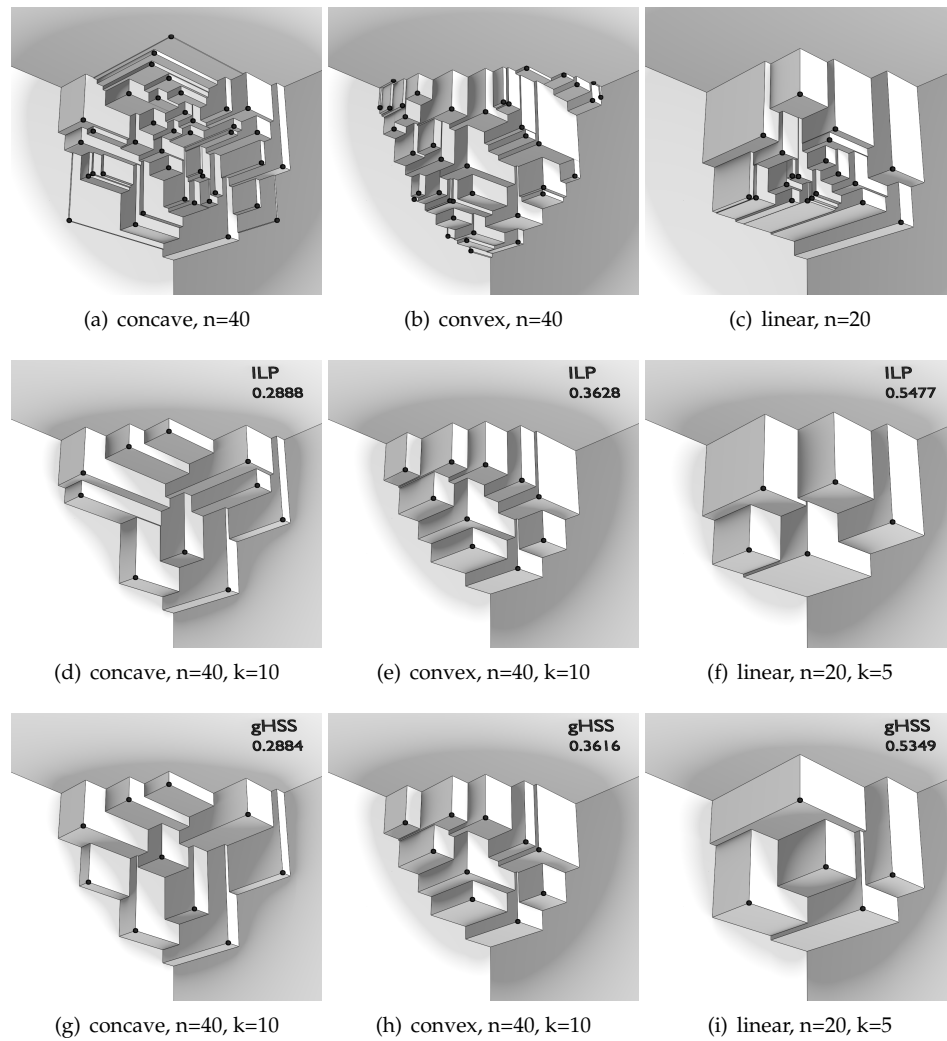 (a) concave, n=40
(b) convex, n=40
(c) linear, n=20
ILP
0.2888
ILP
0.3628
ILP
0.5477
(d) concave, n=40, k=10
(e) convex, n=40, k=10
(f) linear, n=20, k=5
gHSS
0.2884
gHSS
0.3616
gHSS
0.5349
(g) concave, n=40, k=10
(h) convex, n=40, k=10
(i) linear, n=20, k=5